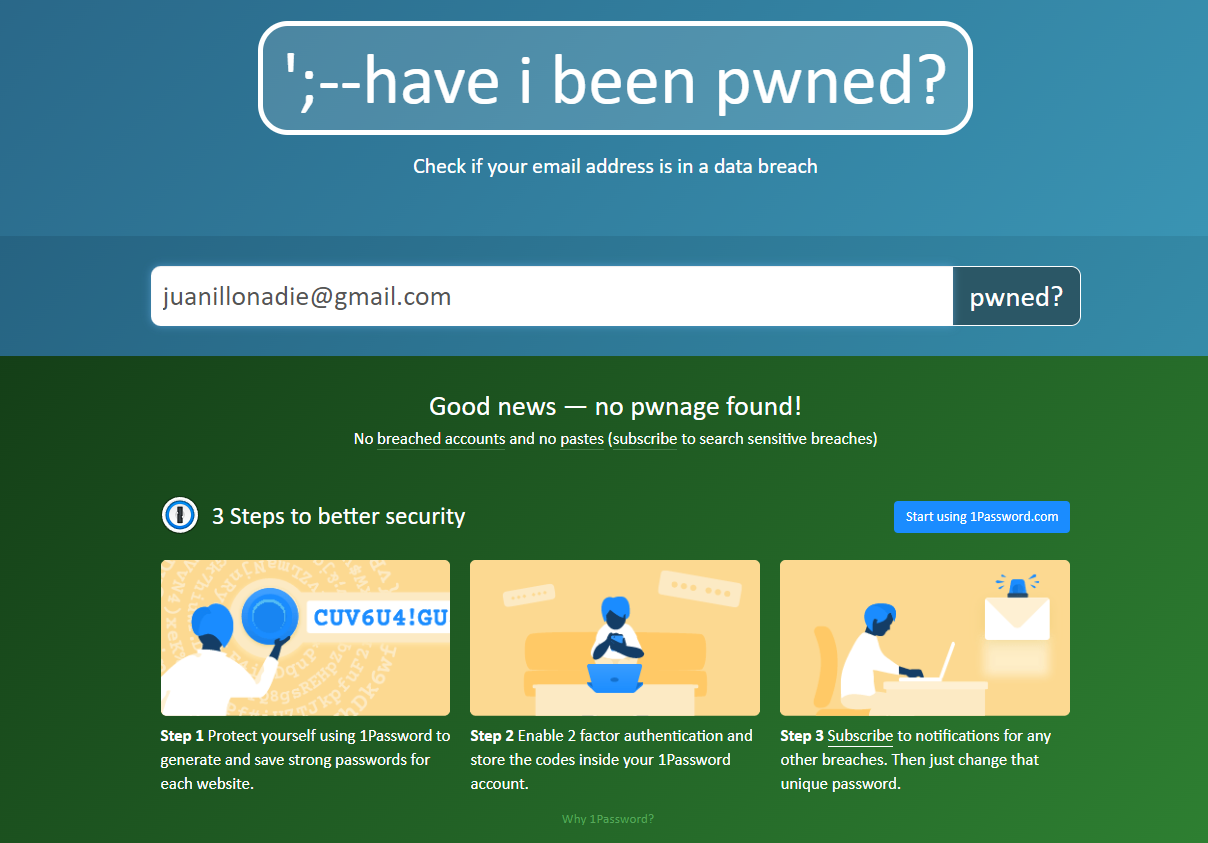 ';--have i been pwned?
Check if your email address is in a data breach
juanillonadie@gmail.com
pwned?
Good news — no pwnage found!
No breached accounts and no pastes (subscribe to search sensitive breaches)
3 Steps to better security
Start using 1Password.com
CUV6U4!GU
Step 1 Protect yourself using 1Password to
generate and save strong passwords for
each website.
Step 2 Enable 2 factor authentication and
store the codes inside your 1Password
account.
Step 3 Subscribe to notifications for any
other breaches. Then just change that
unique password.
Why 1Password?